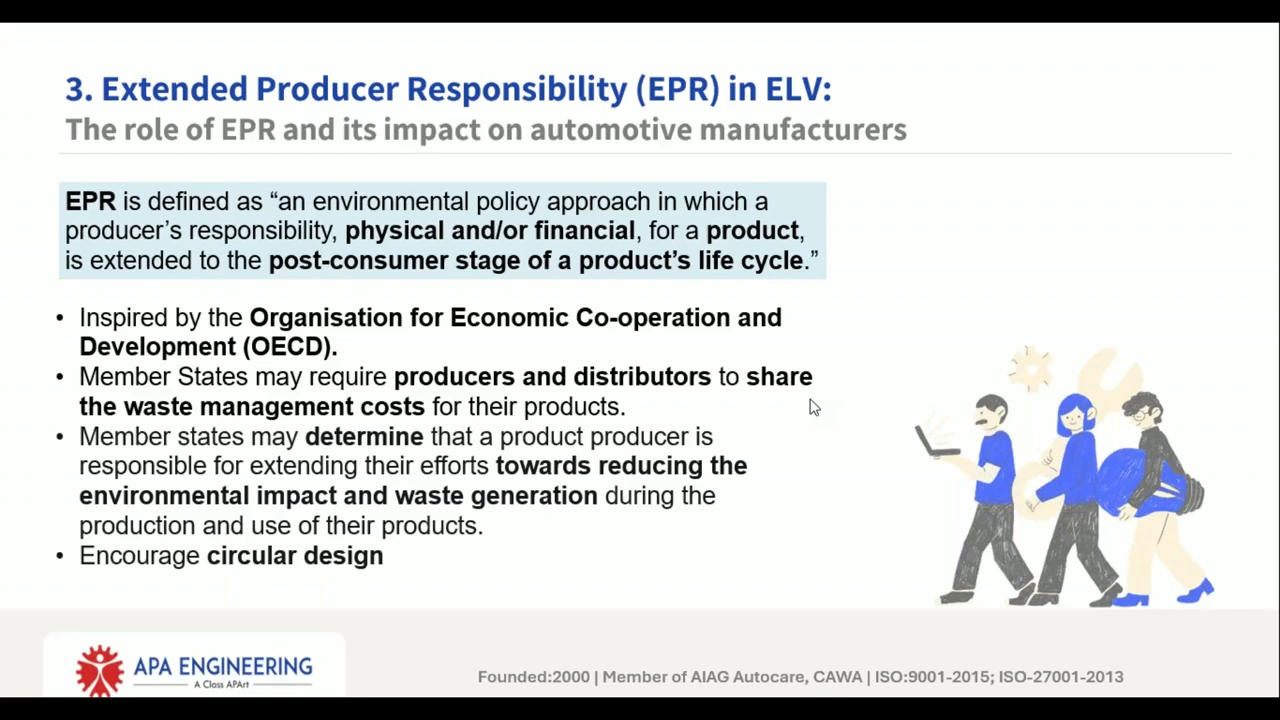 3. Extended Producer Responsibility (EPR) in ELV:
The role of EPR and its impact on automotive manufacturers
EPR is defined as “an environmental policy approach in which a
producer’s responsibility, physical and/or financial, for a product,
is extended to the post-consumer stage of a product’s life cycle.”
• Inspired by the Organisation for Economic Co-operation and
Development (OECD).
• Member States may require producers and distributors to share
the waste management costs for their products.
• Member states may determine that a product producer is
responsible for extending their efforts towards reducing the
environmental impact and waste generation during the
production and use of their products.
• Encourage circular design
APA ENGINEERING
A Class APArt
Founded:2000 | Member of AIAG Autocare, CAWA | ISO:9001-2015; ISO-27001-2013